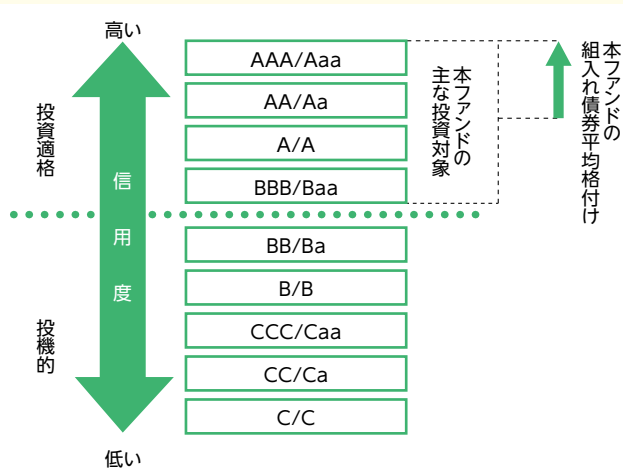 高い
AAA/Aaa
AA/Aa
A/A
BBB/Baa
BB/Ba
B/B
CCC/Caa
CC/Ca
C/C
低い
投資適格
投機的
信用度
本ファンドの
主な投資対象
本ファンドの
組入れ債券平均格付け